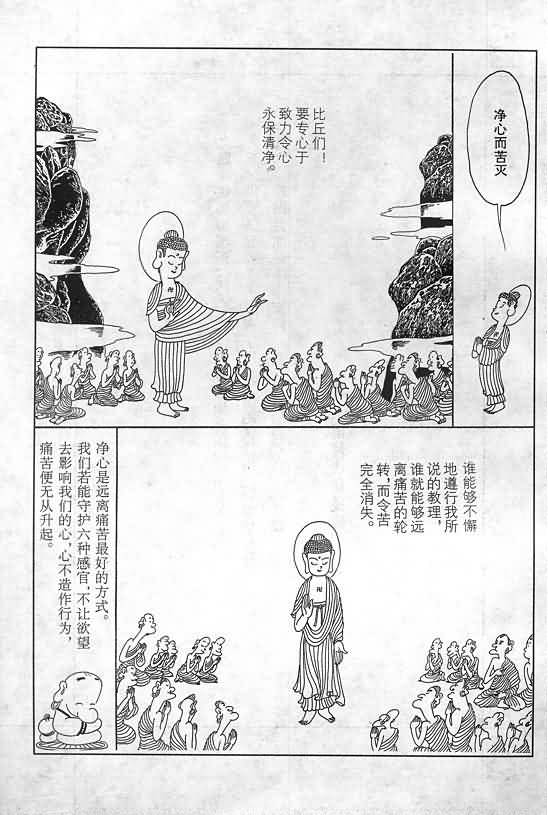 净心而苦灭
比丘们！
要专心于
致力令心
永保清净。
谁能够不懈
地遵行我所
说的教理，
谁就能够远
离痛苦的轮
转，而令苦
完全消失。
净心是远离痛苦最好的方式。
我们若能守护六种感官，不让欲望
去影响我们的心，心不造作行为，
痛苦便无从升起。